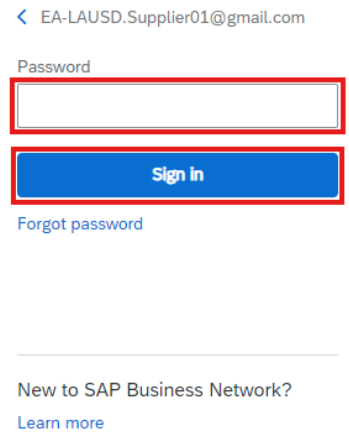 EA-LAUSD.Supplier01@gmail.com
Password
Sign in
Forgot password
New to SAP Business Network?
Learn more